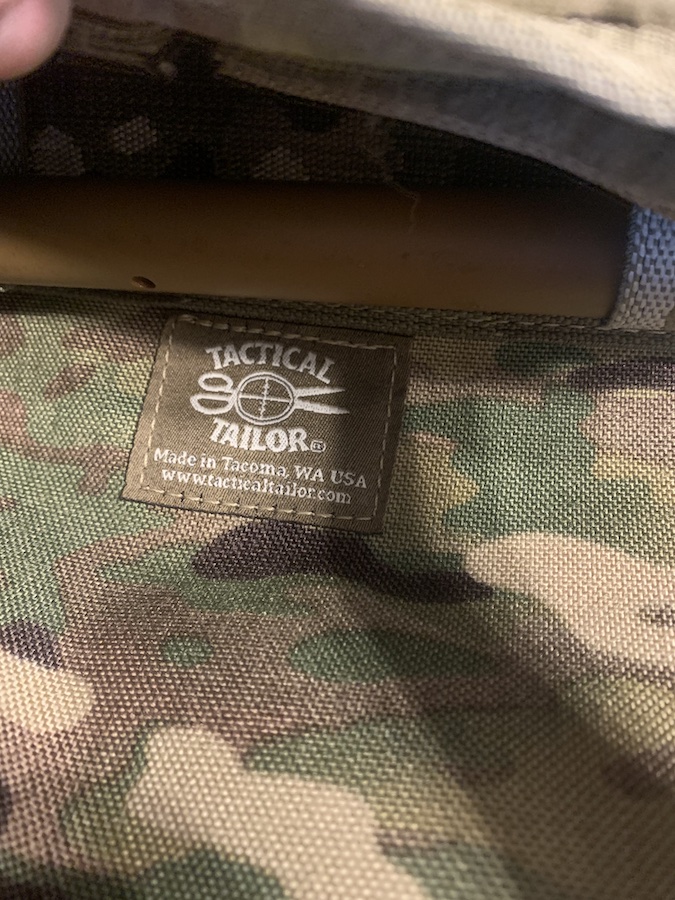 TACTICAL
TAILOR
Made in Tacoma, WA USA
www.tacticaltailor.com